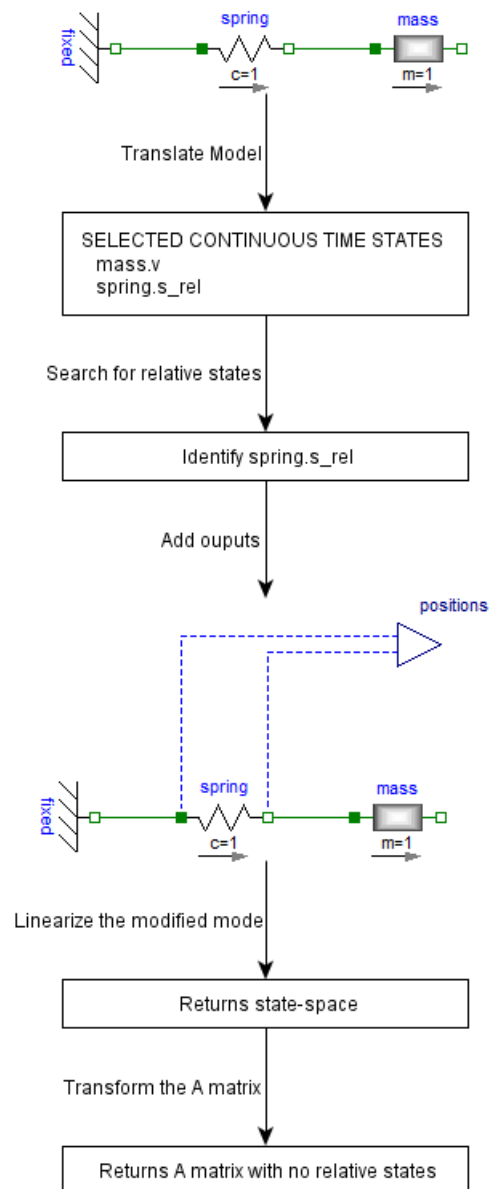 spring
mass
fixed
c=1
m=1
Translate Model
SELECTED CONTINUOUS TIME STATES
mass.v
spring.s_rel
Search for relative states
Identify spring.s_rel
Add ouputs
positions
spring
mass
fixed
c=1
m=1
Linearize the modified mode
Returns state-space
Transform the A matrix
Returns A matrix with no relative states